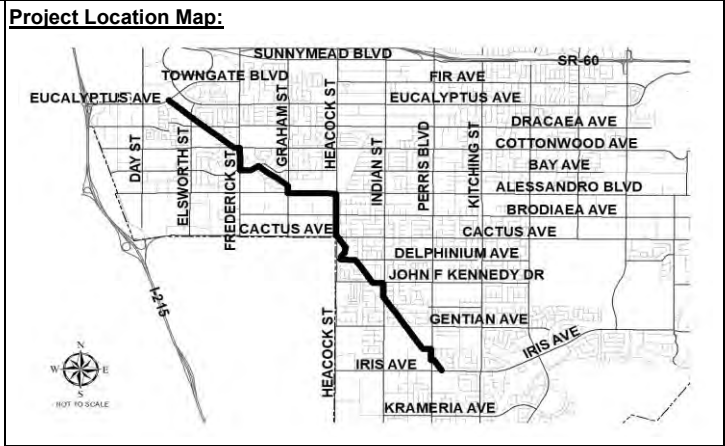 Project Location Map:
SUNNYMEAD BLVD
SR-60
TOWNGATE BLVD
FIR AVE
EUCALYPTUS AVE
EUCALYPTUS AVE
DAY ST
ELSWORTH ST
FREDERICK ST
GRAHAM ST
HEACOCK ST
INDIAN ST
PERRIS BLVD
KITCHING ST
DRACAEA AVE
COTTONWOOD AVE
BAY AVE
ALESSANDRO BLVD
BRODIAEA AVE
CACTUS AVE
CACTUS AVE
DELPHINIUM AVE
JOHN F KENNEDY DR
I-215
HEACOCK ST
GENTIAN AVE
IRIS AVE
IRIS AVE
KRAMERIA AVE
N
W
E
S
NOT TO SCALE